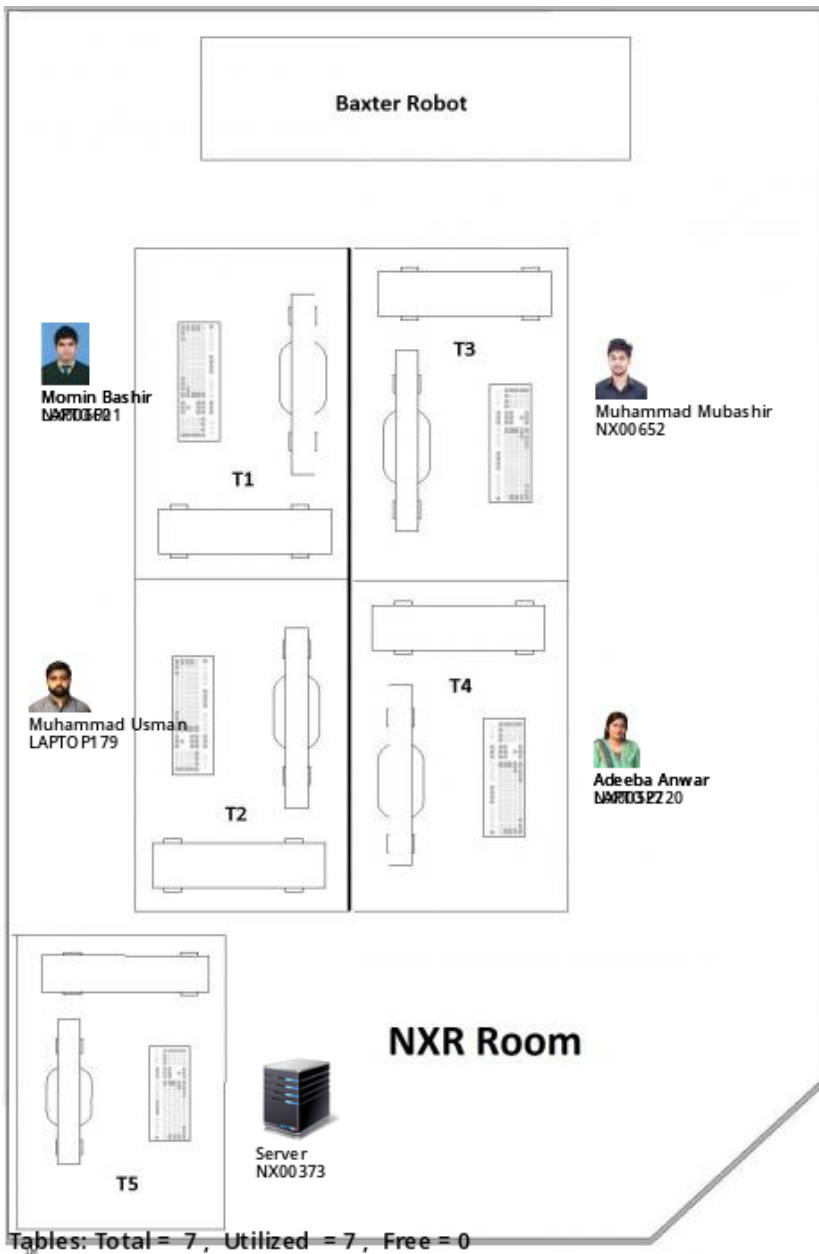 Baxter Robot
T3
Momin Bashir
T1
Muhammad Mubashir
NX00652
T4
Muhammad Usman
LAPTOP179
T2
Adeeba Anwar
NXR Room
Server
NX00373
T5
Tables: Total = 7 , Utilized = 7 , Free = 0